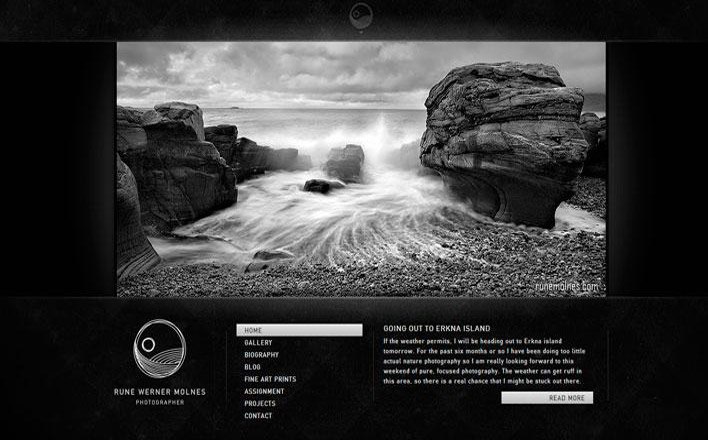 runemolnes.com
RUNE WERNER MOLNES
PHOTOGRAPHER
HOME
GALLERY
BIOGRAPHY
BLOG
FINE ART PRINTS
ASSIGNMENT
PROJECTS
CONTACT
GOING OUT TO ERKNA ISLAND
If the weather permits, I will be heading out to Erkna island
tomorrow. For the past six months or so I have been doing too little
actual nature photography so I am really looking forward to this
weekend of pure, focused photography. The weather can get ruff in
this area, so there is a real chance that I might be stuck out there.
READ MORE